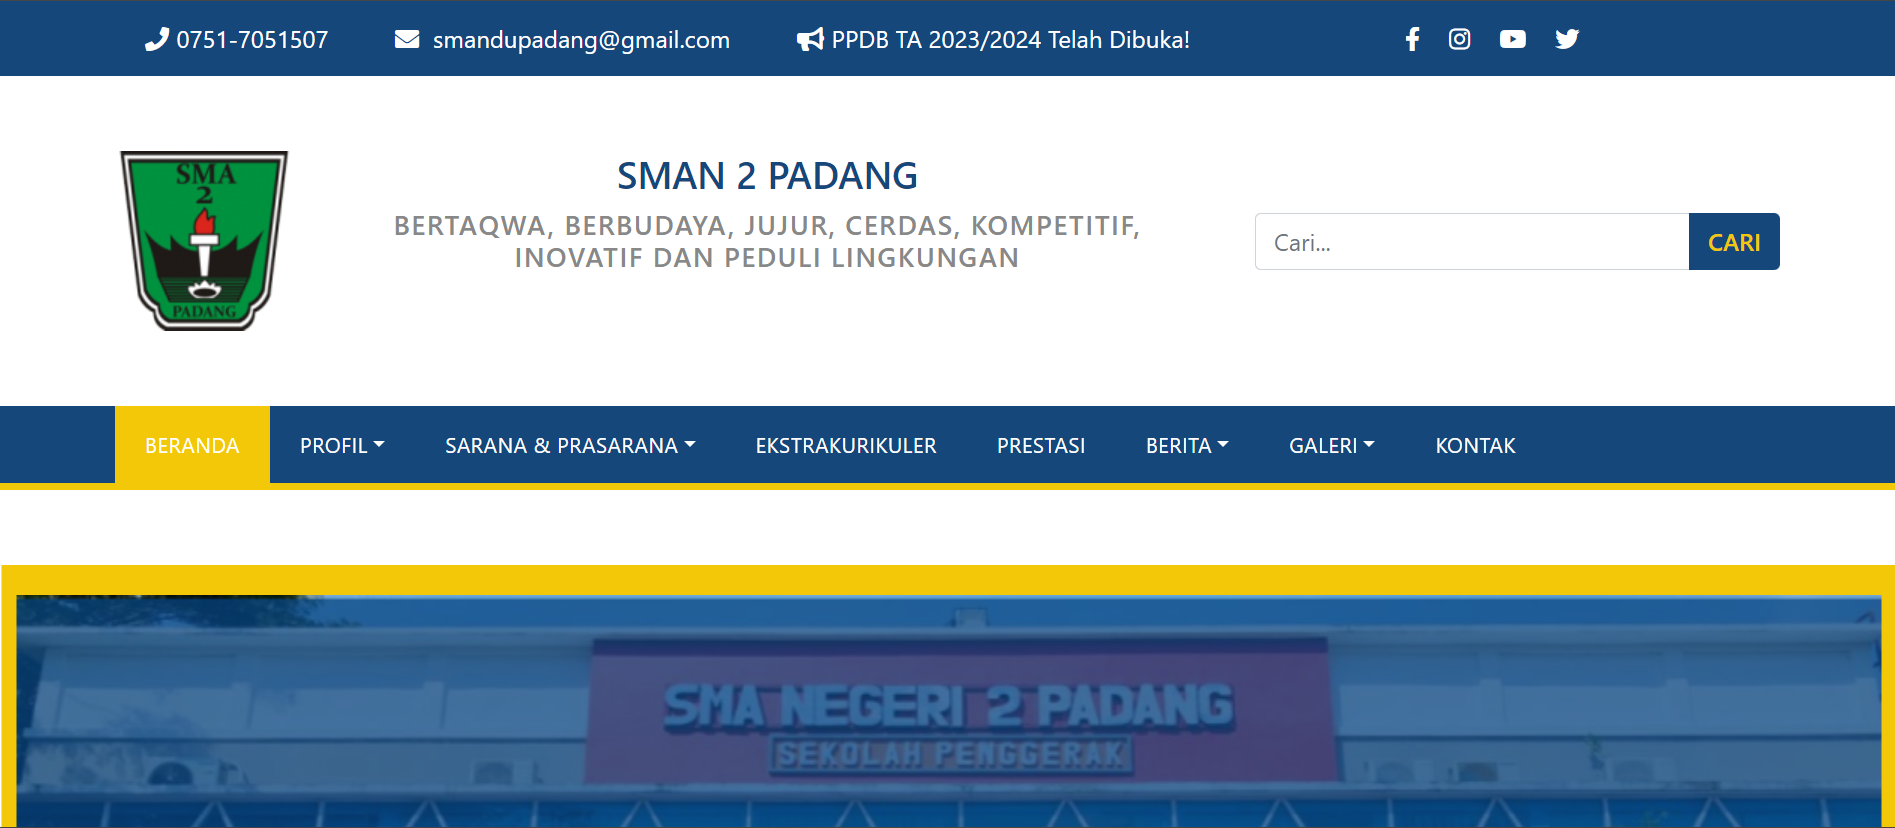 0751-7051507
smandupadang@gmail.com
PPDB TA 2023/2024 Telah Dibuka!
SMA
2
PADANG
SMAN 2 PADANG
BERTAQWA, BERBUDAYA, JUJUR, CERDAS, KOMPETITIF,
INOVATIF DAN PEDULI LINGKUNGAN
Cari...
CARI
BERANDA
PROFIL
SARANA & PRASARANA
EKSTRAKURIKULER
PRESTASI
BERITA
GALERI
KONTAK
SMA NEGERI 2 PADANG
SEKOLAH PENGGERAK